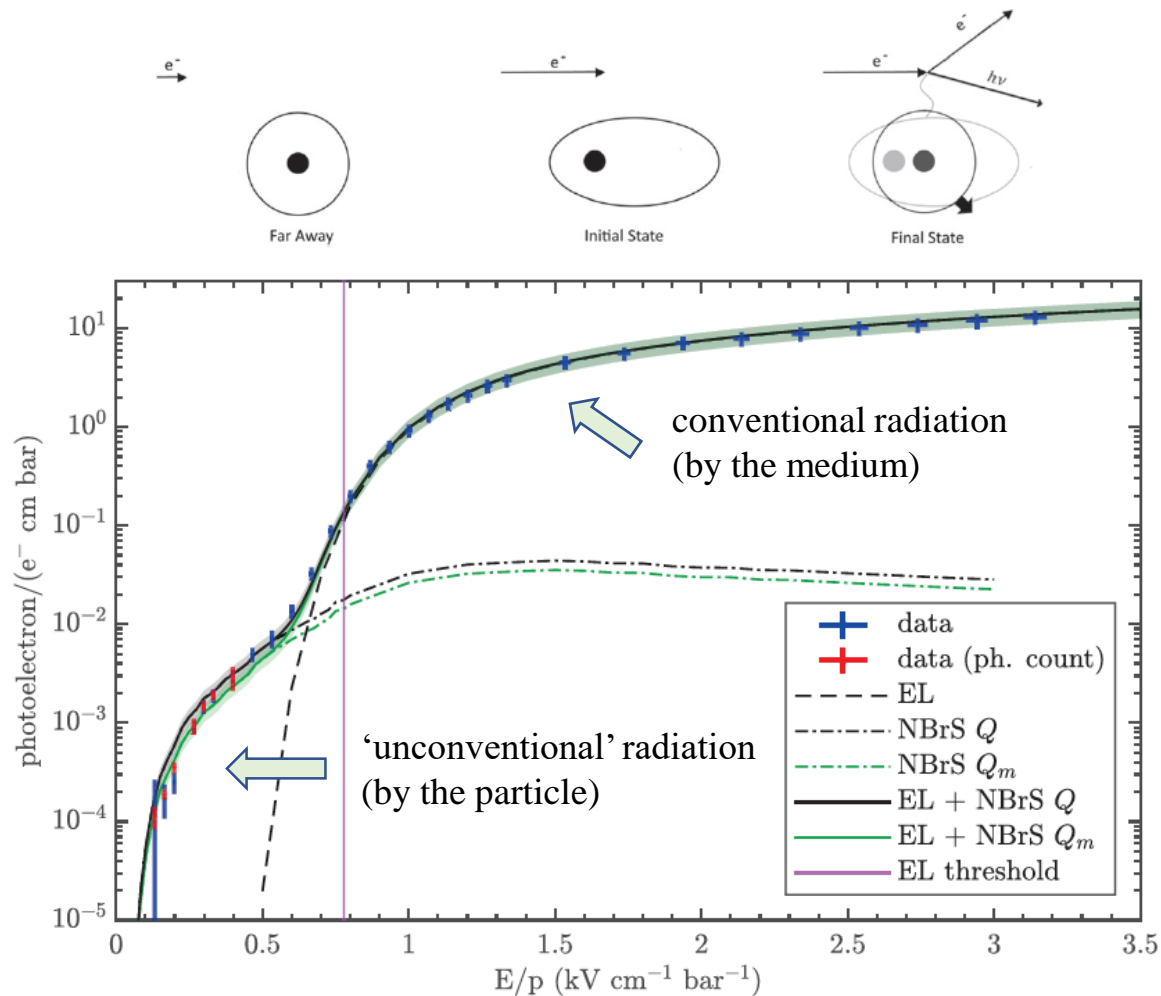 e⁻
e⁻
e⁻
e´
hν
Far Away
Initial State
Final State
photoelectron/(e⁻ cm bar)
10¹
10⁰
10⁻¹
10⁻²
10⁻³
10⁻⁴
10⁻⁵
conventional radiation
(by the medium)
‘unconventional’ radiation
(by the particle)
data
data (ph. count)
EL
NBrS Q
NBrS Qₘ
EL + NBrS Q
EL + NBrS Qₘ
EL threshold
0 0.5 1 1.5 2 2.5 3 3.5
E/p (kV cm⁻¹ bar⁻¹)